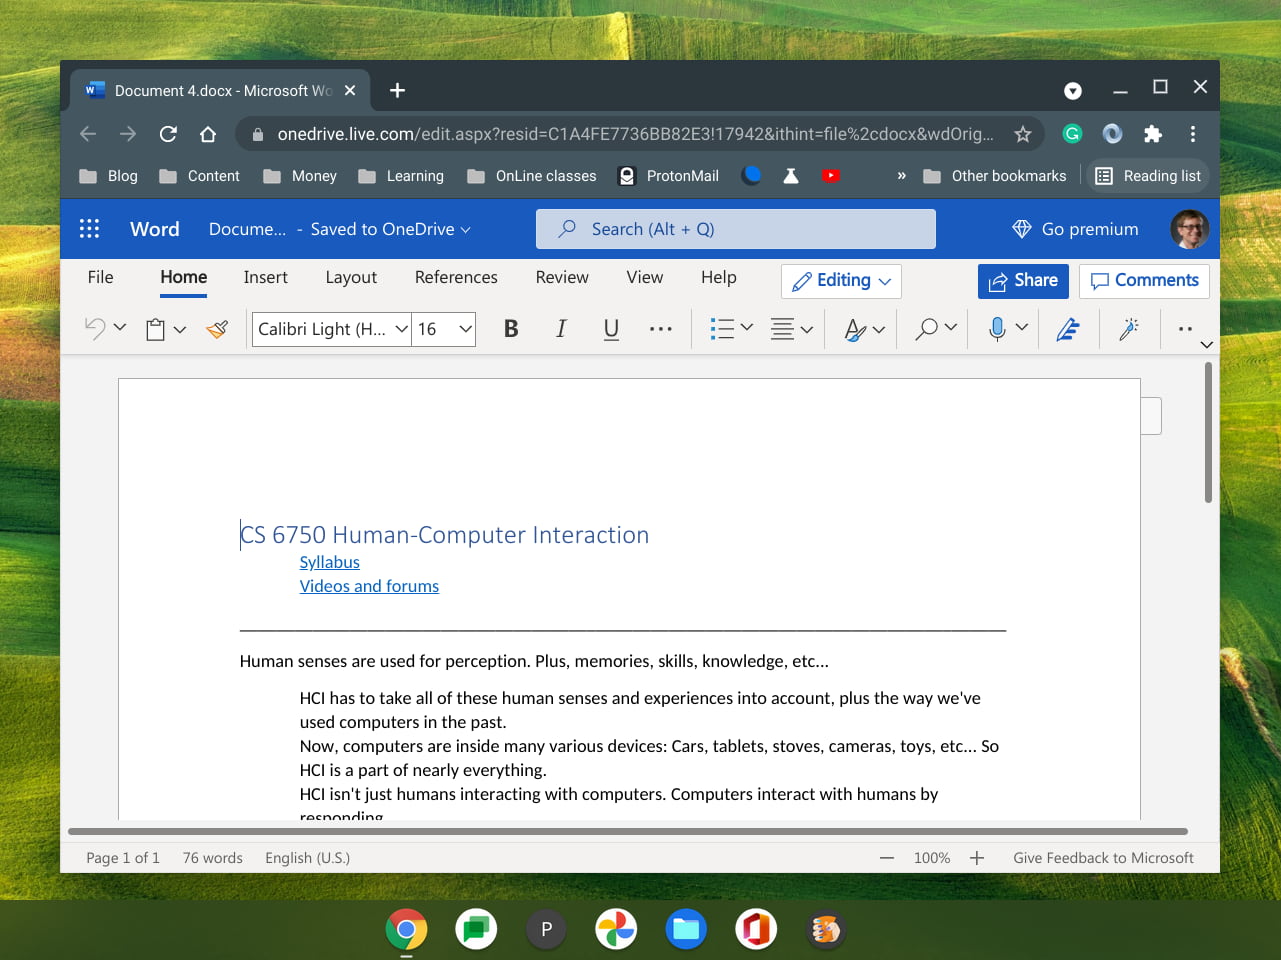 Document 4.docx - Microsoft Wo
onedrive.live.com/edit.aspx?resid=C1A4FE7736BB82E3!17942&ithint=file%2cdocx&wdOrig...
Blog Content Money Learning OnLine classes ProtonMail » Other bookmarks Reading list
Word Docume... - Saved to OneDrive Search (Alt + Q) Go premium
File Home Insert Layout References Review View Help Editing Share Comments
Calibri Light (H... 16 B I U
CS 6750 Human-Computer Interaction
Syllabus
Videos and forums
Human senses are used for perception. Plus, memories, skills, knowledge, etc...
HCI has to take all of these human senses and experiences into account, plus the way we've
used computers in the past.
Now, computers are inside many various devices: Cars, tablets, stoves, cameras, toys, etc... So
HCI is a part of nearly everything.
HCI isn't just humans interacting with computers. Computers interact with humans by
responding
Page 1 of 1 76 words English (U.S.) 100% Give Feedback to Microsoft
P